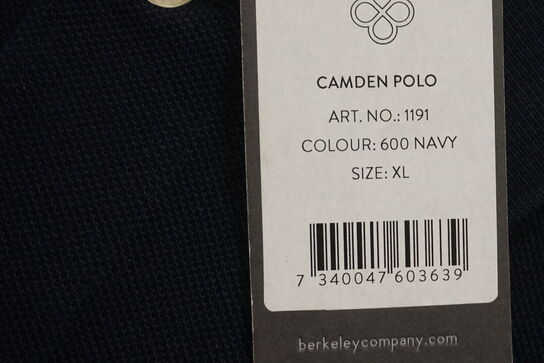 CAMDEN POLO
ART. NO.: 1191
COLOUR: 600 NAVY
SIZE: XL
7 340047 603639
berkeleycompany.com